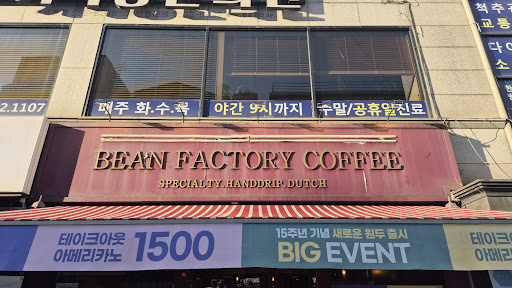 척추
교통
다이
소
2.1107
매주 화·수·목
야간 9시까지
주말/공휴일진료
BEAN FACTORY COFFEE
SPECIALTY.HANDDRIP.DUTCH
테이크아웃
아메리카노 1500
15주년 기념 새로운 원두 출시
BIG EVENT
테이크
아메리